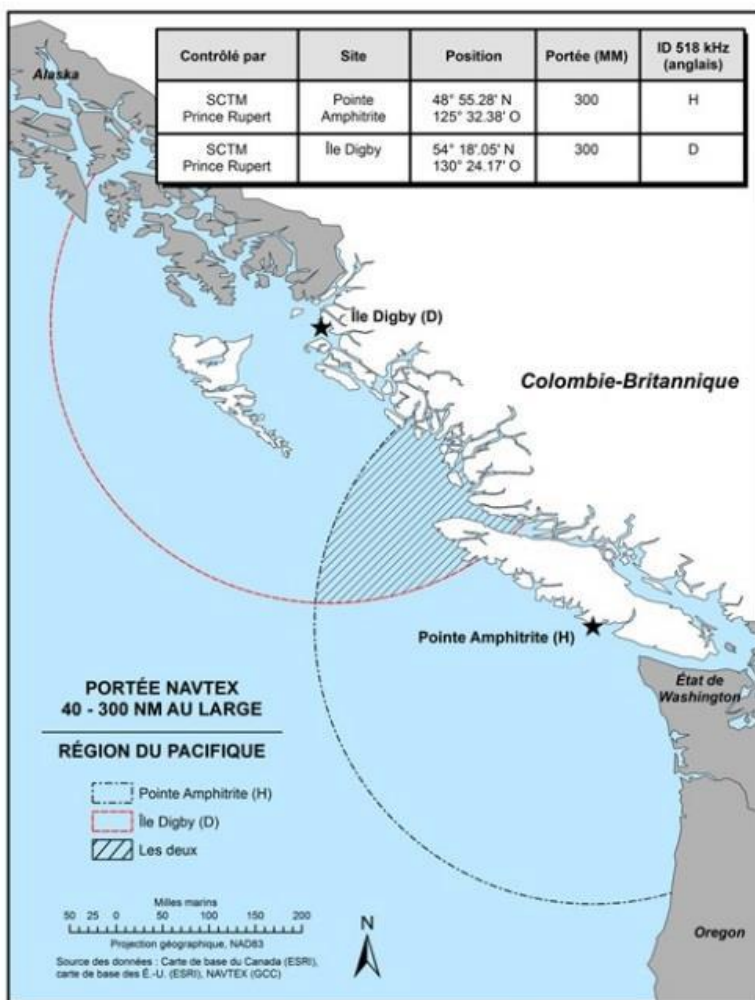 Contrôlé par Site Position Portée (MM) ID 518 kHz (anglais)
SCTM Prince Rupert Pointe Amphitrite 48° 55.28' N 125° 32.38' O 300 H
SCTM Prince Rupert Île Digby 54° 18'.05' N 130° 24.17' O 300 D
Alaska
Île Digby (D)
Colombie-Britannique
Pointe Amphitrite (H)
État de
Washington
PORTÉE NAVTEX
40 - 300 NM AU LARGE
RÉGION DU PACIFIQUE
Pointe Amphitrite (H)
Île Digby (D)
Les deux
Milles marins
50 25 0 50 100 150 200
Projection géographique, NAD83
Source des données : Carte de base du Canada (ESRI),
carte de base des É.-U. (ESRI), NAVTEX (GCC)
N
Oregon